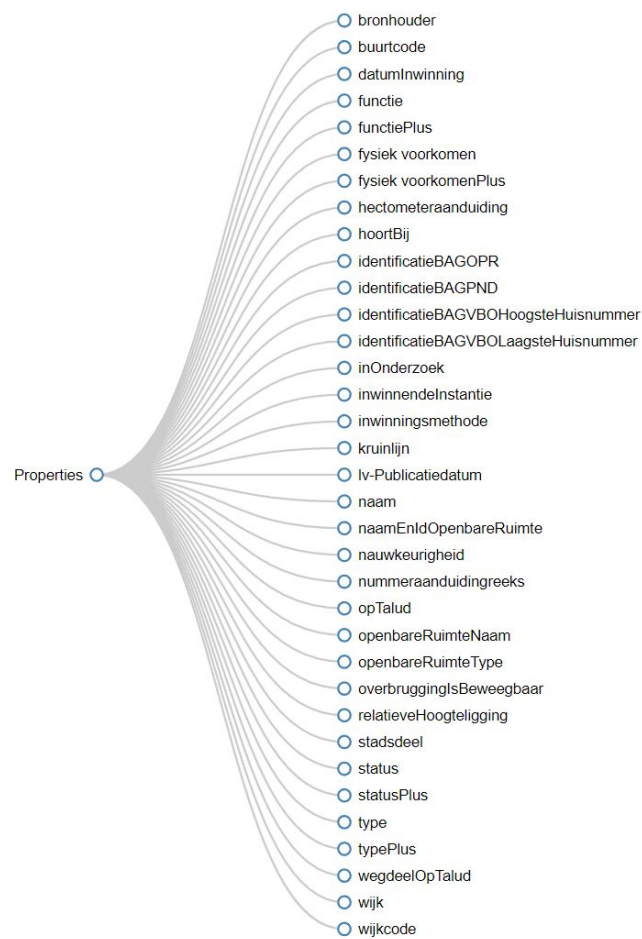 bronhouder
buurtcode
datumInwinning
functie
functiePlus
fysiek voorkomen
fysiek voorkomenPlus
hectometeraanduiding
hoortBij
identificatieBAGOPR
identificatieBAGPND
identificatieBAGVBOHoogsteHuisnummer
identificatieBAGVBOLaagsteHuisnummer
inOnderzoek
inwinnendeInstantie
inwinningsmethode
kruinlijn
Properties
lv-Publicatiedatum
naam
naamEnIdOpenbareRuimte
nauwkeurigheid
nummeraanduidingreeks
opTalud
openbareRuimteNaam
openbareRuimteType
overbruggingIsBeweegbaar
relatieveHoogteligging
stadsdeel
status
statusPlus
type
typePlus
wegdeelOpTalud
wijk
wijkcode